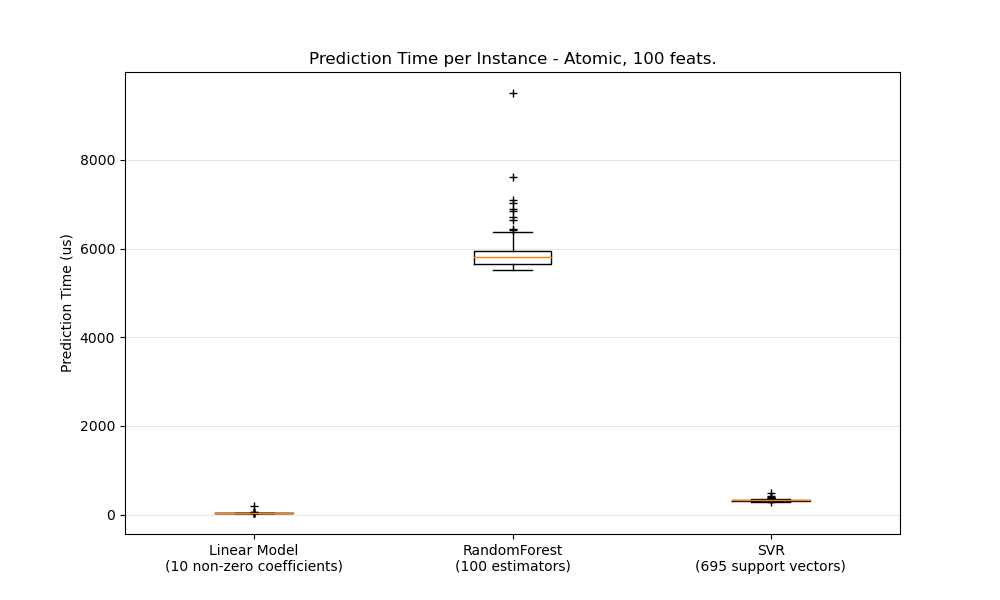 Prediction Time per Instance - Atomic, 100 feats.
Prediction Time (us)
8000
6000
4000
2000
0
Linear Model
(10 non-zero coefficients)
RandomForest
(100 estimators)
SVR
(695 support vectors)